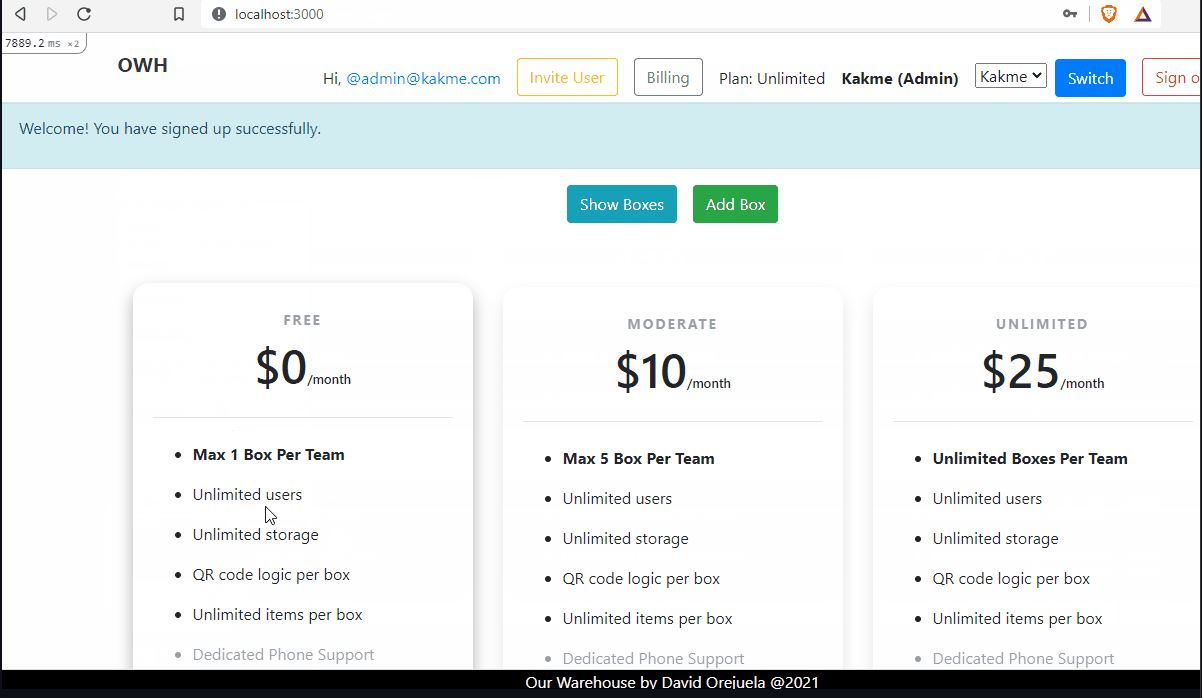 localhost:3000
7889.2 ms ×2
OWH
Hi, @admin@kakme.com Invite User Billing Plan: Unlimited Kakme (Admin) Kakme Switch Sign o
Welcome! You have signed up successfully.
Show Boxes Add Box
FREE
$0/month
Max 1 Box Per Team
Unlimited users
Unlimited storage
QR code logic per box
Unlimited items per box
Dedicated Phone Support
MODERATE
$10/month
Max 5 Box Per Team
Unlimited users
Unlimited storage
QR code logic per box
Unlimited items per box
Dedicated Phone Support
UNLIMITED
$25/month
Unlimited Boxes Per Team
Unlimited users
Unlimited storage
QR code logic per box
Unlimited items per box
Dedicated Phone Support
Our Warehouse by David Orejuela @2021